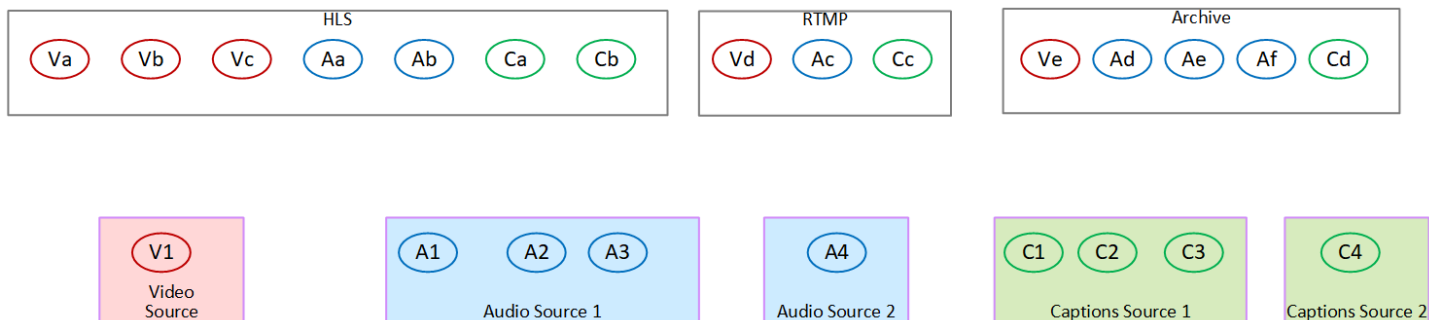 HLS
Va Vb Vc Aa Ab Ca Cb
RTMP
Vd Ac Cc
Archive
Ve Ad Ae Af Cd
V1
Video
Source
A1 A2 A3
Audio Source 1
A4
Audio Source 2
C1 C2 C3
Captions Source 1
C4
Captions Source 2